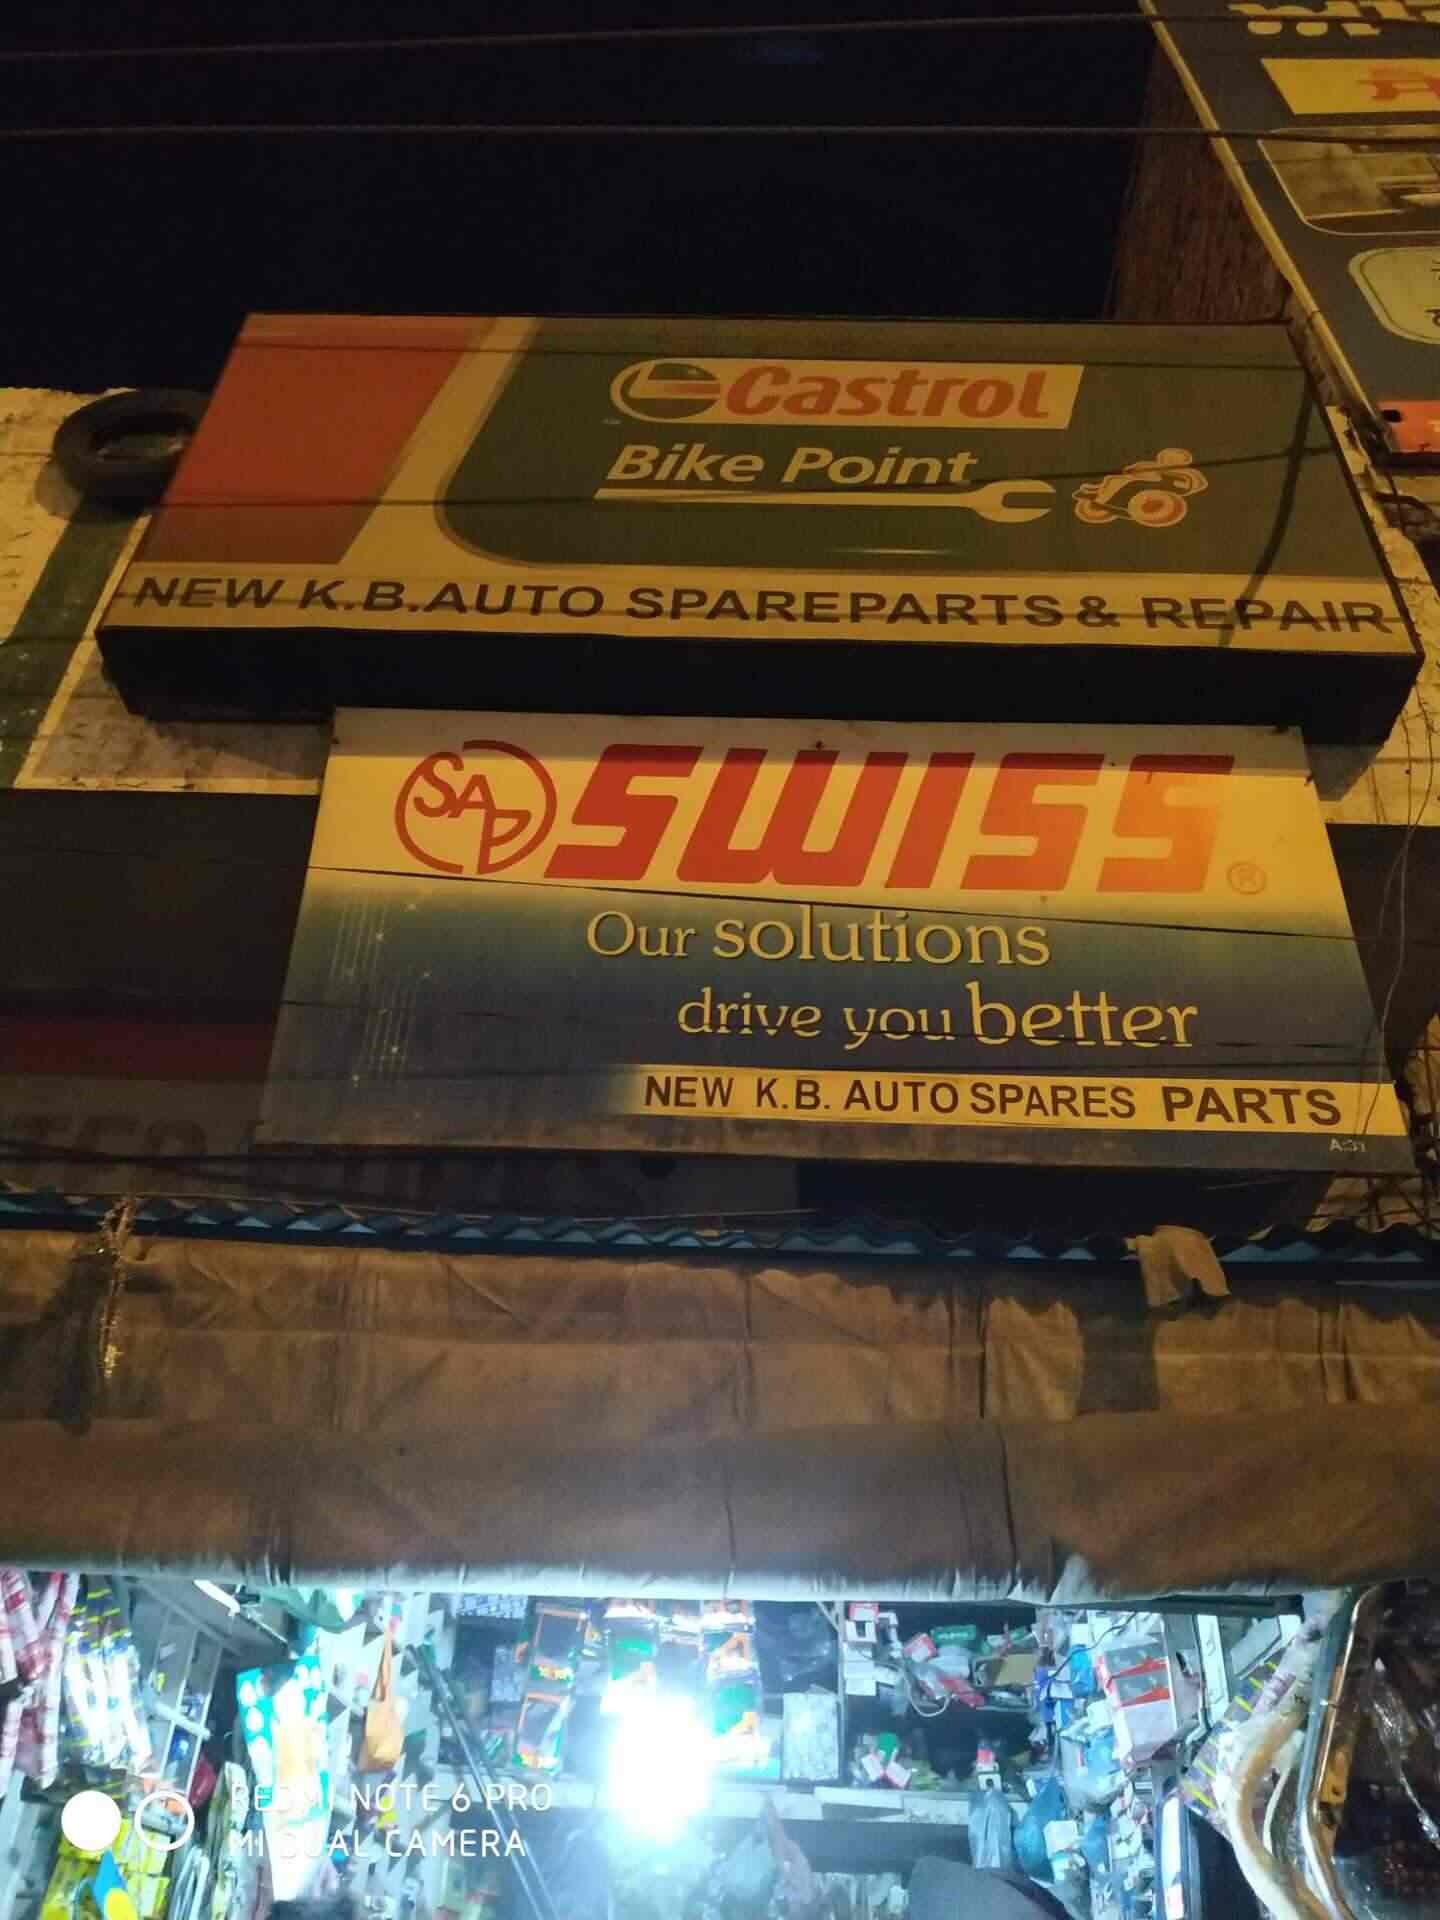 Castrol
Bike Point
NEW K.B.AUTO SPAREPARTS & REPAIR
SAP SWISS ®
Our solutions
drive you better
NEW K.B. AUTO SPARES PARTS
REDMI NOTE 6 PRO
MI DUAL CAMERA